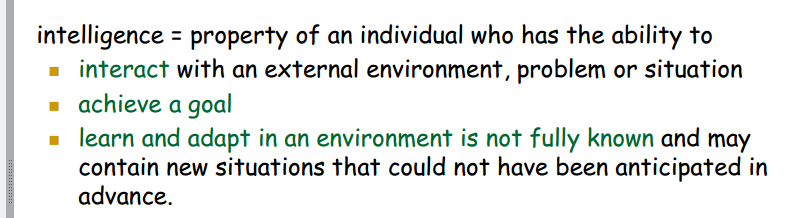 intelligence = property of an individual who has the ability to
interact with an external environment, problem or situation
achieve a goal
learn and adapt in an environment is not fully known and may
contain new situations that could not have been anticipated in
advance.